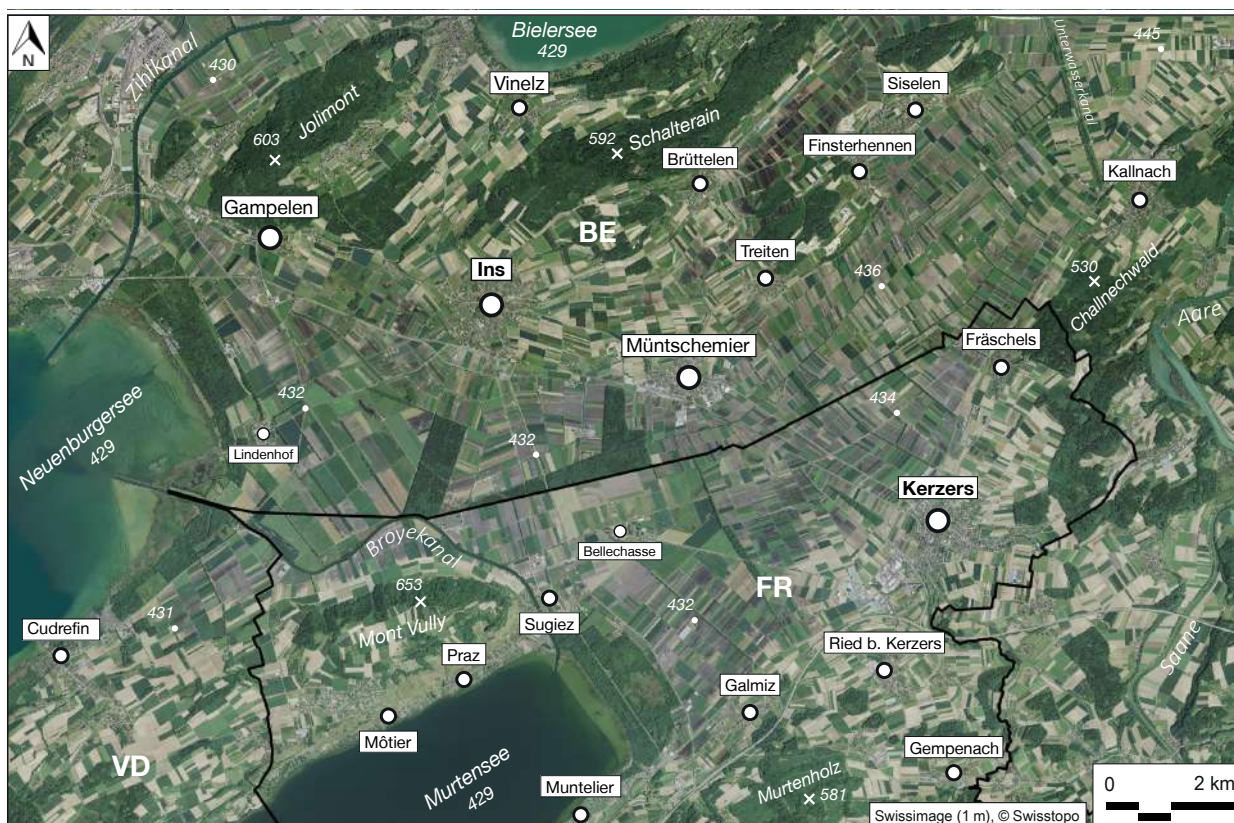 N
Zihlkanal
430
Bielersee
429
Vinelz
603
Jolimont
592
Schalterain
Brüttelen
Siselen
Finsterhennen
Unterwasserkanal
445
Kallnach
Gampelen
BE
Ins
Treiten
436
530
Challnechwald
Aare
Müntschemier
Fräschels
Neuenburgersee
429
432
Lindenhof
432
434
Kerzers
Broyekanal
Bellechasse
653
Mont Vully
Sugiez
FR
432
431
Cudrefin
Praz
Ried b. Kerzers
Saane
Galmiz
Môtier
VD
Murtensee
429
Muntelier
Murtenholz
581
Gempenach
0 2 km
Swissimage (1 m), © Swisstopo